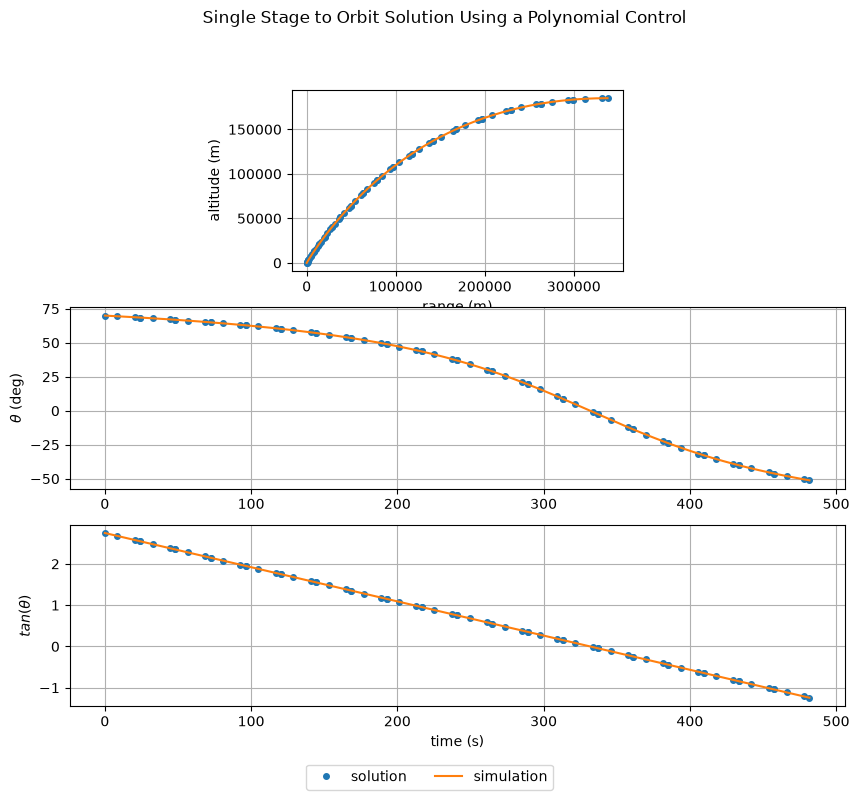 Single Stage to Orbit Solution Using a Polynomial Control
altitude (m)
150000
100000
50000
0
0 100000 200000 300000
range (m)
θ (deg)
75
50
25
0
−25
−50
0 100 200 300 400 500
tan(θ)
2
1
0
−1
0 100 200 300 400 500
time (s)
solution simulation